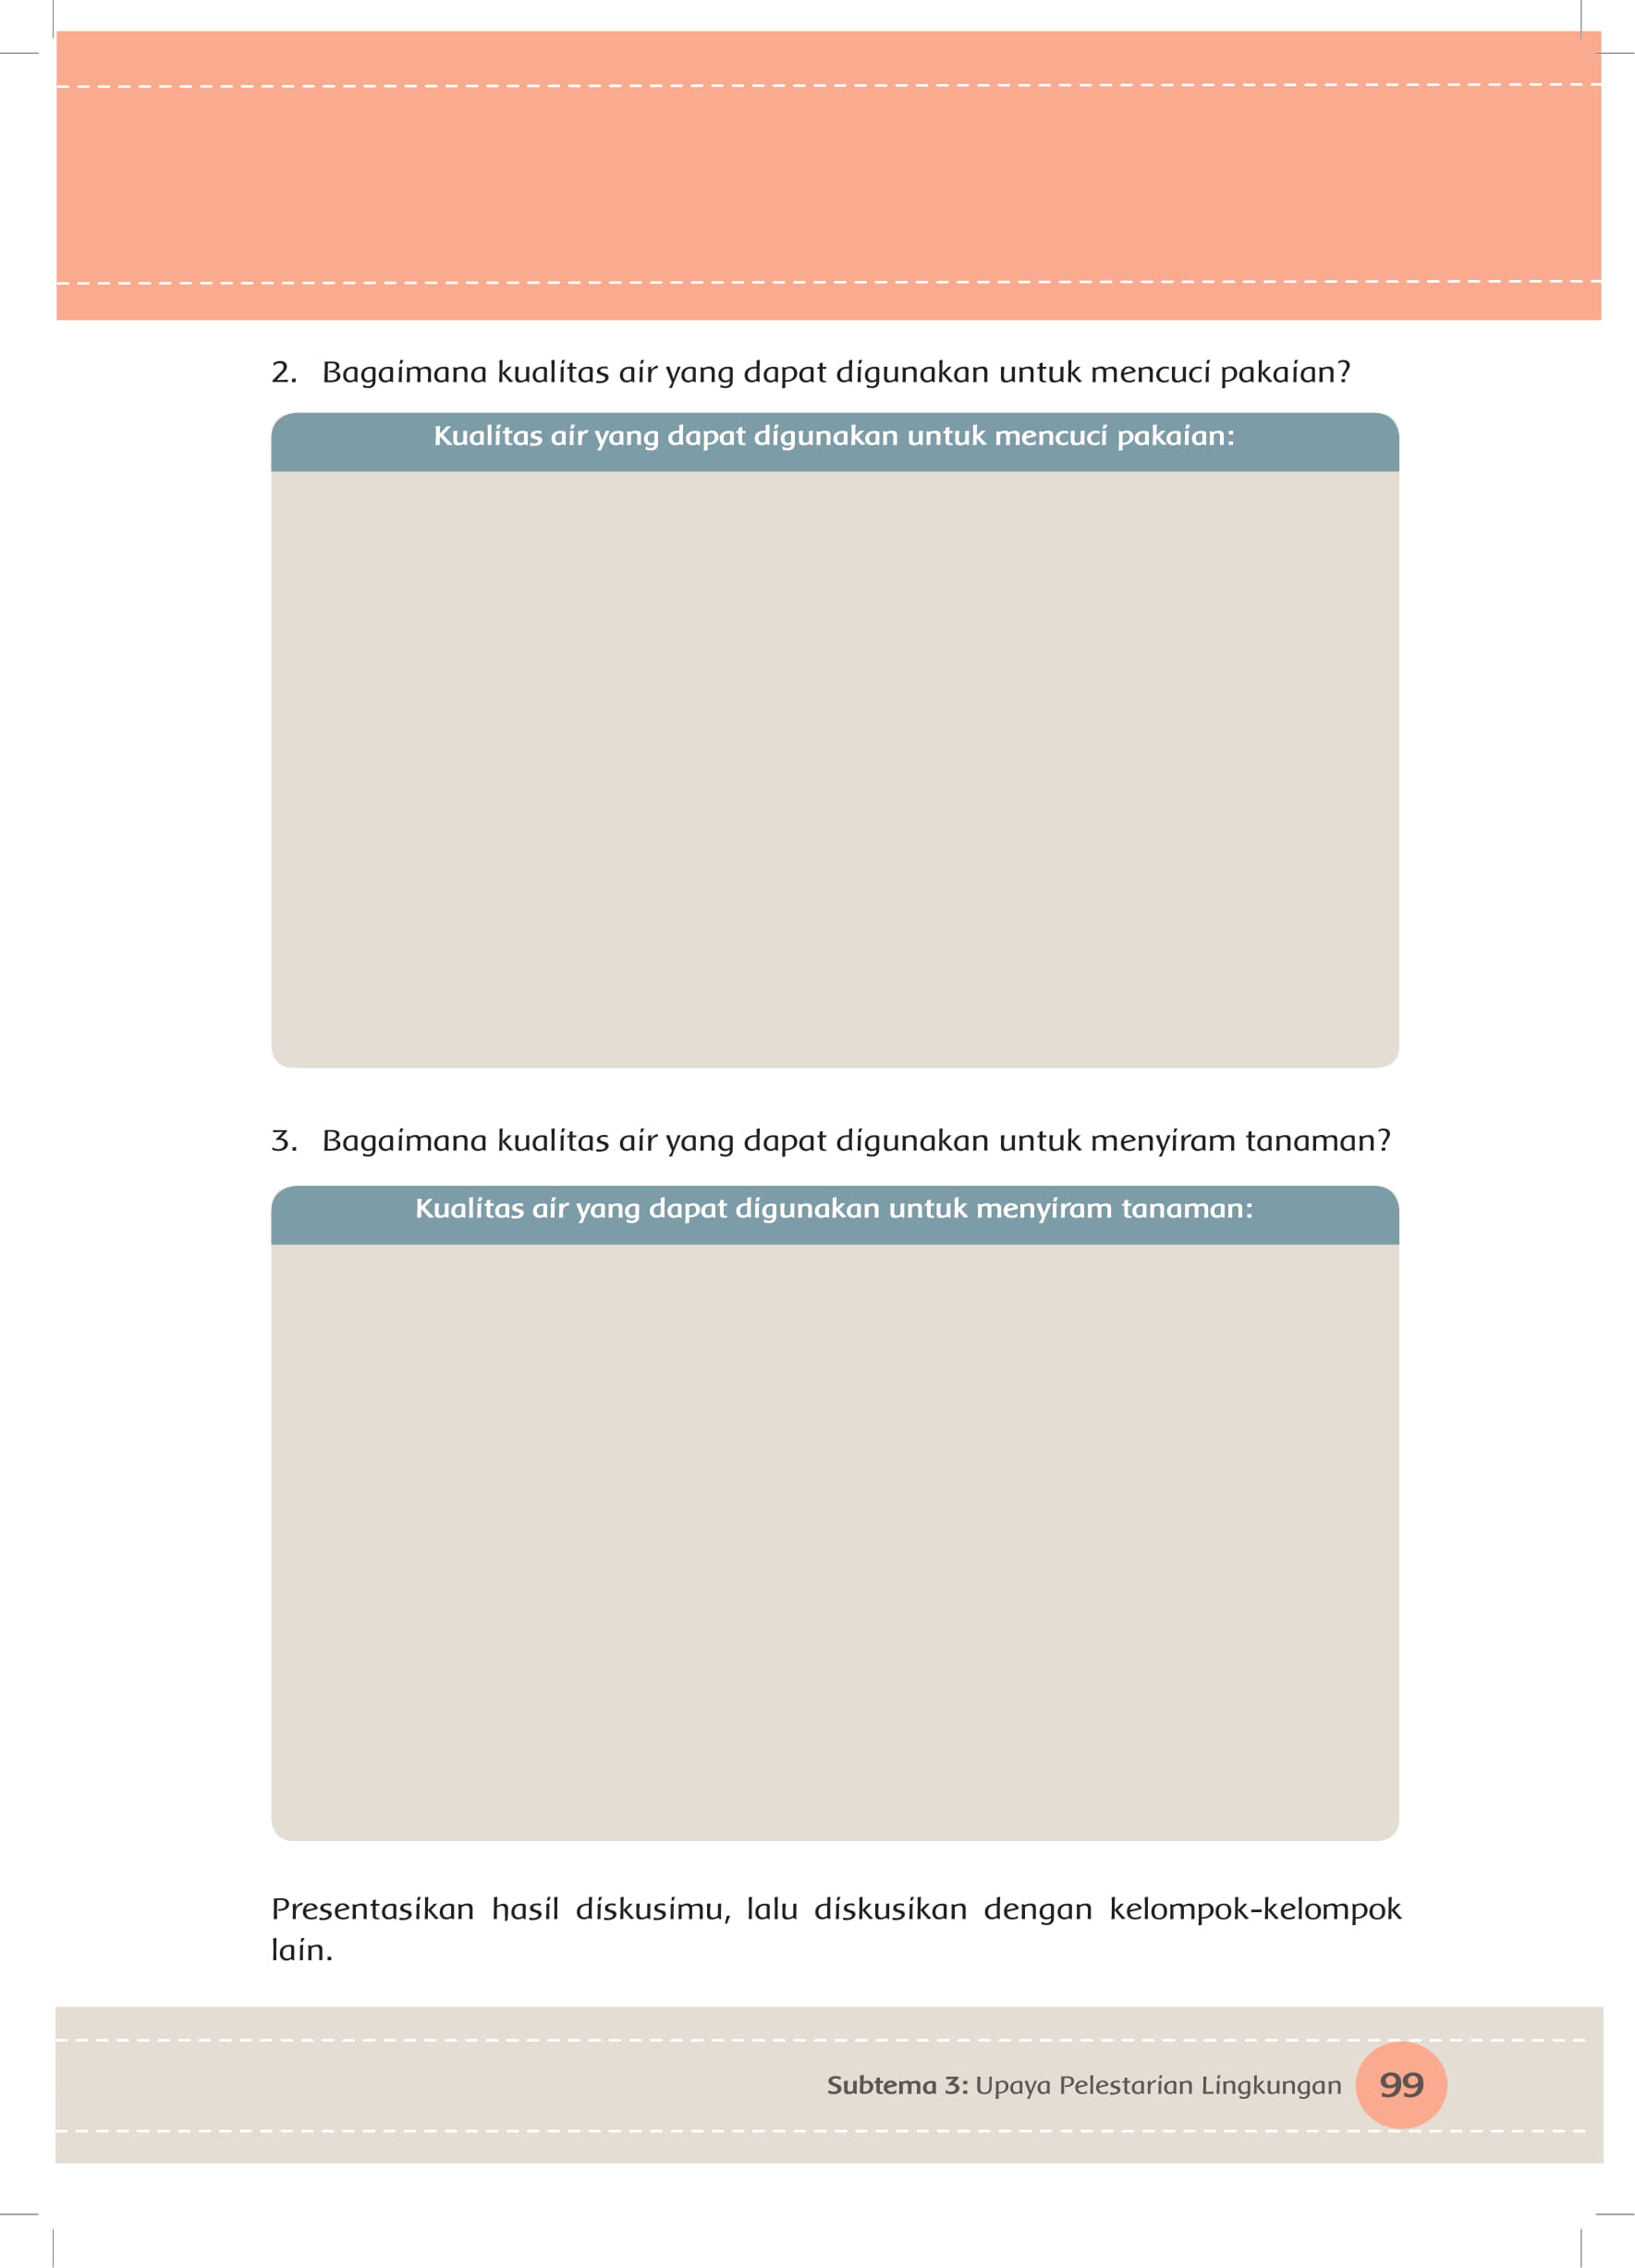 2. Bagaimana kualitas air yang dapat digunakan untuk mencuci pakaian?
Kualitas air yang dapat digunakan untuk mencuci pakaian:
3. Bagaimana kualitas air yang dapat digunakan untuk menyiram tanaman?
Kualitas air yang dapat digunakan untuk menyiram tanaman:
Presentasikan hasil diskusimu, lalu diskusikan dengan kelompok-kelompok
lain.
Subtema 3: Upaya Pelestarian Lingkungan 99